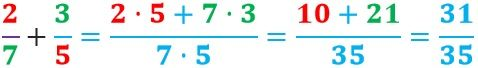 2/7 + 3/5 = (2 · 5 + 7 · 3)/(7 · 5) = (10 + 21)/35 = 31/35